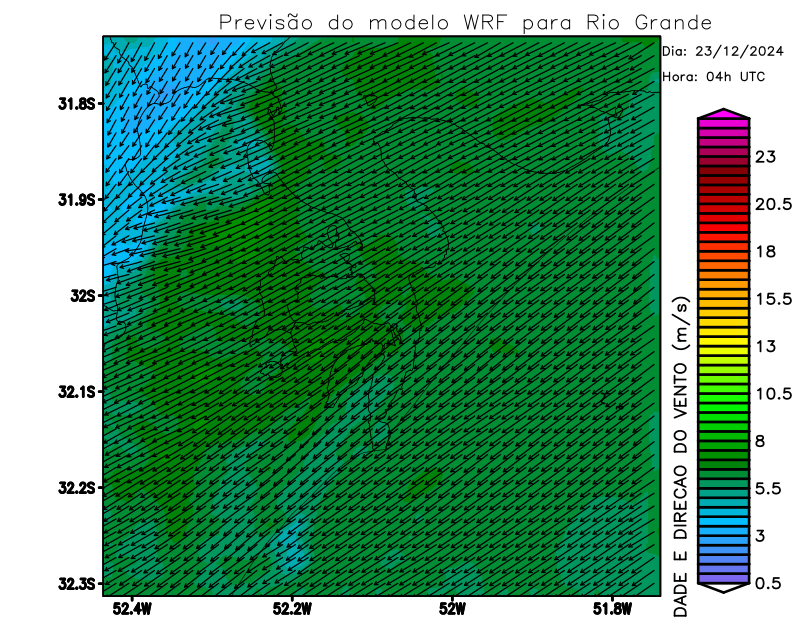 Previsão do modelo WRF para Rio Grande
Dia: 23/12/2024
Hora: 04h UTC
31.8S
31.9S
32S
32.1S
32.2S
32.3S
52.4W
52.2W
52W
51.8W
23
20.5
18
15.5
13
10.5
8
5.5
3
0.5
DADE E DIRECAO DO VENTO (m/s)